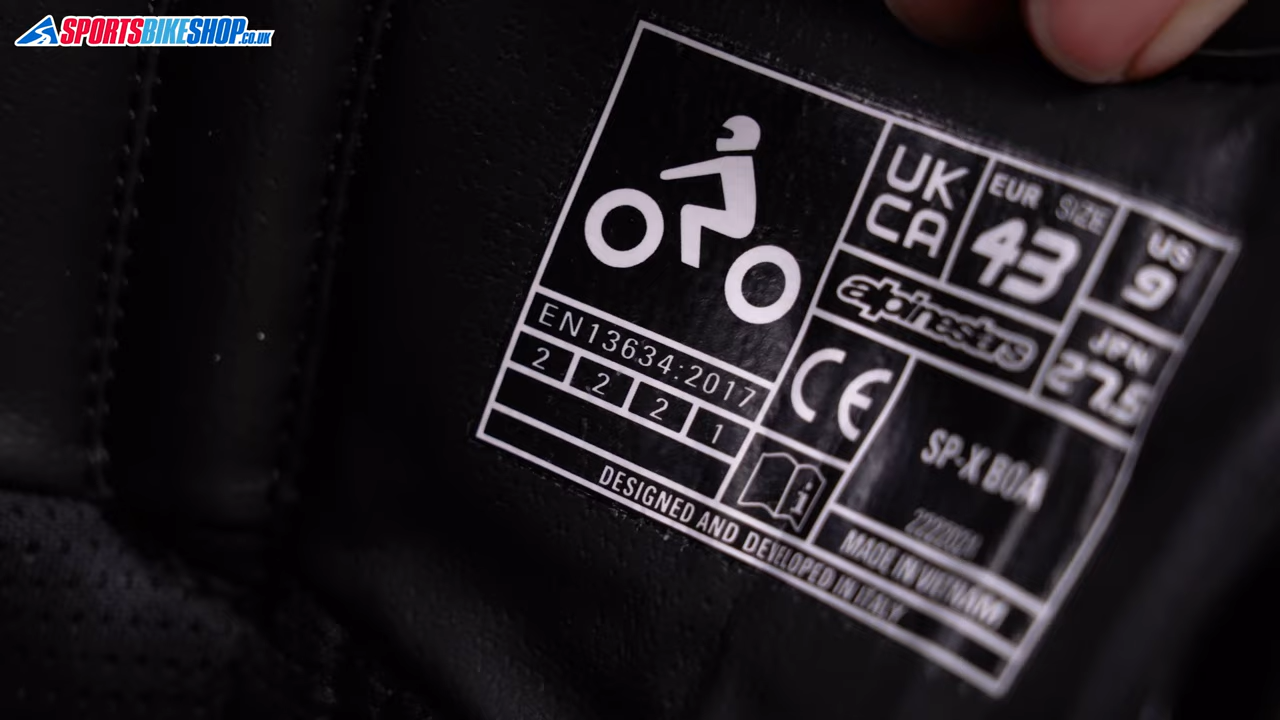 SPORTSBIKESHOP.CO.UK
UK
CA
EUR SIZE
43
US
9
alpinestars
JPN
27.5
EN13634:2017
2 2 2 1
CE
i
SP-X BOA
MADE IN VIETNAM
DESIGNED AND DEVELOPED IN ITALY